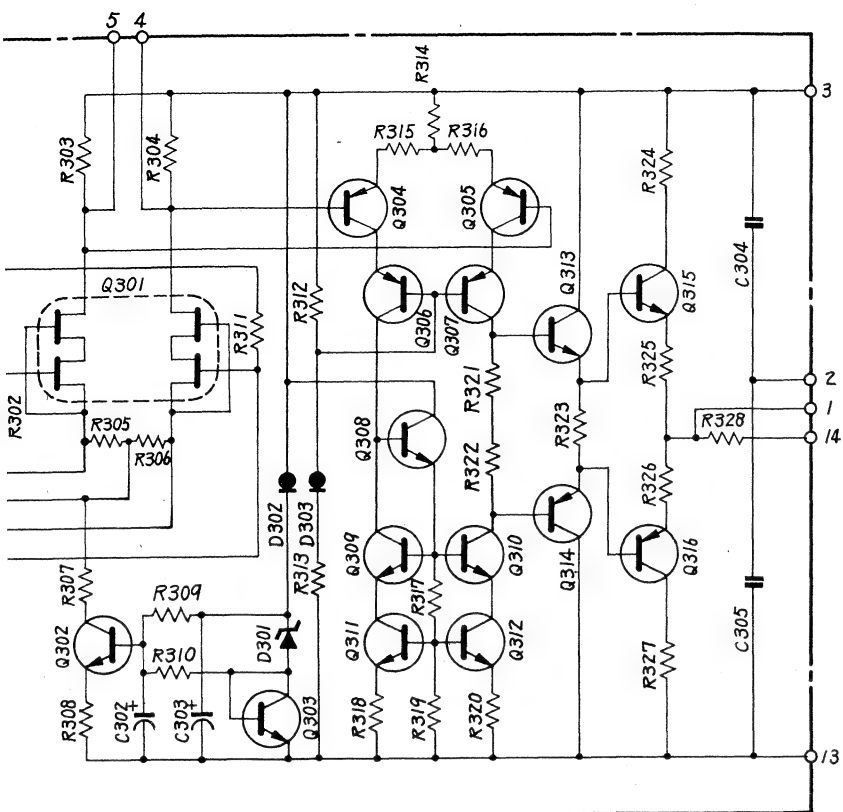 5 4
R314
3
R303
R304
R315
R316
R324
Q304
Q305
C304
Q301
R312
Q313
Q315
R311
Q306
Q307
R302
R325
2
R321
1
R305
R306
Q308
R323
R328
14
R322
R326
D302
D303
Q309
Q310
Q314
Q316
R307
R309
R313
R317
C305
Q302
D301
Q311
Q312
R310
R327
R308
C302
+
C303
+
Q303
R318
R319
R320
13